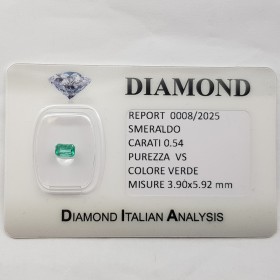 DIAMOND
REPORT 0008/2025
SMERALDO
CARATI 0.54
PUREZZA VS
COLORE VERDE
MISURE 3.90x5.92 mm
DIAMOND ITALIAN ANALYSIS